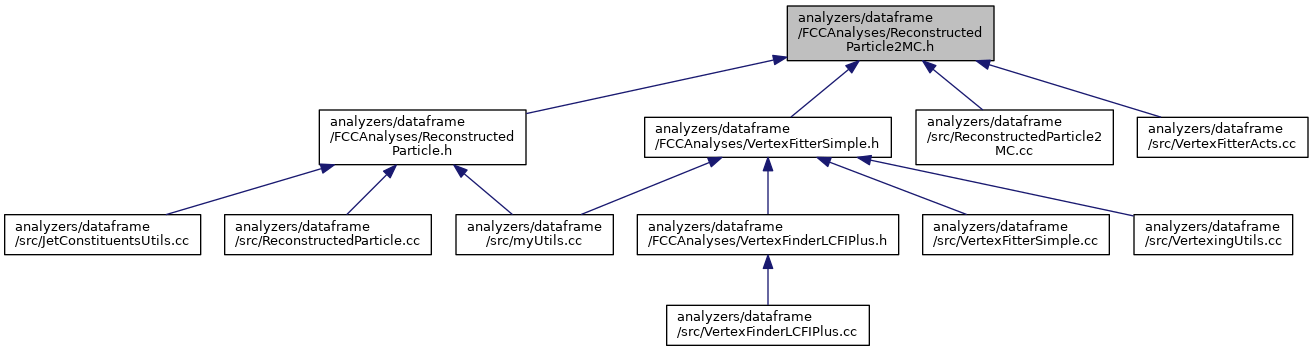 analyzers/dataframe
/FCCAnalyses/Reconstructed
Particle2MC.h
analyzers/dataframe
/FCCAnalyses/Reconstructed
Particle.h
analyzers/dataframe
/FCCAnalyses/VertexFitterSimple.h
analyzers/dataframe
/src/ReconstructedParticle2
MC.cc
analyzers/dataframe
/src/VertexFitterActs.cc
analyzers/dataframe
/src/JetConstituentsUtils.cc
analyzers/dataframe
/src/ReconstructedParticle.cc
analyzers/dataframe
/src/myUtils.cc
analyzers/dataframe
/FCCAnalyses/VertexFinderLCFIPlus.h
analyzers/dataframe
/src/VertexFitterSimple.cc
analyzers/dataframe
/src/VertexingUtils.cc
analyzers/dataframe
/src/VertexFinderLCFIPlus.cc